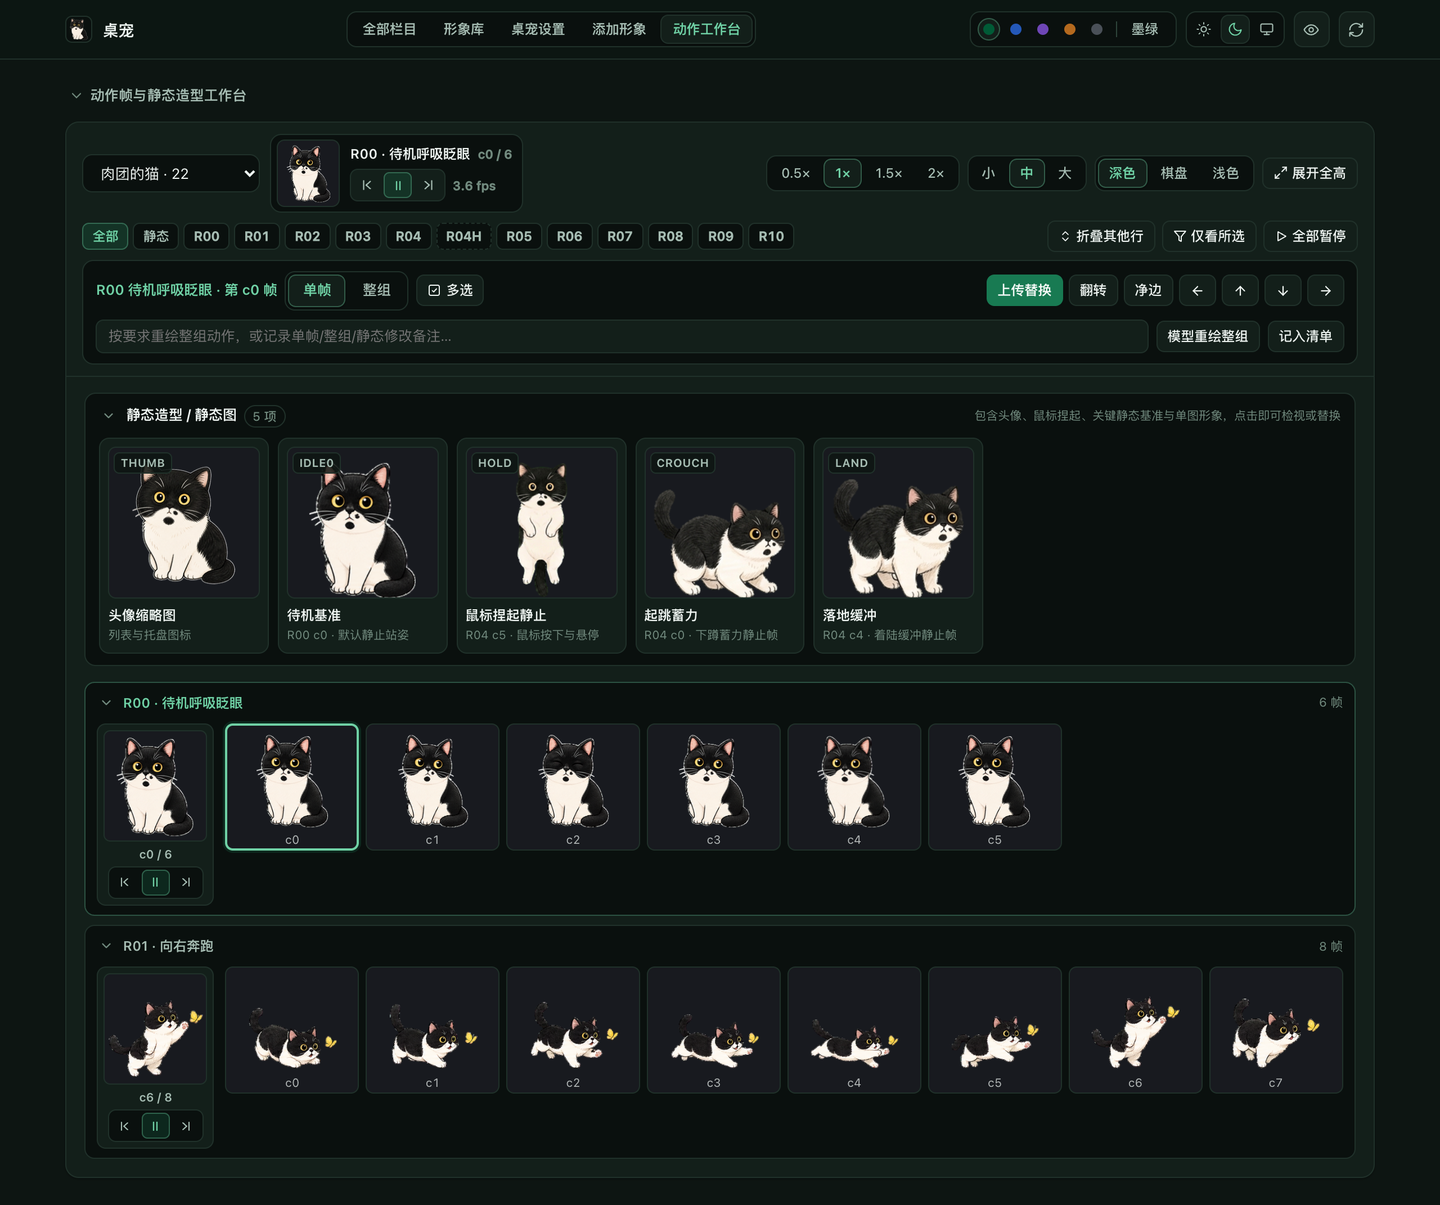 桌宠
全部栏目 形象库 桌宠设置 添加形象 动作工作台
墨绿
动作帧与静态造型工作台
肉团的猫 · 22
R00 · 待机呼吸眨眼 c0 / 6
3.6 fps
0.5× 1× 1.5× 2×
小 中 大
深色 棋盘 浅色
展开全高
全部 静态 R00 R01 R02 R03 R04 R04H R05 R06 R07 R08 R09 R10
折叠其他行 仅看所选 全部暂停
R00 待机呼吸眨眼 · 第 c0 帧 单帧 整组 多选
上传替换 翻转 净边 ← ↑ ↓ →
按要求重绘整组动作，或记录单帧/整组/静态修改备注...
模型重绘整组 记入清单
静态造型 / 静态图 5 项
包含头像、鼠标捏起、关键静态基准与单图形象，点击即可检视或替换
THUMB
头像缩略图
列表与托盘图标
IDLE0
待机基准
R00 c0 · 默认静止站姿
HOLD
鼠标捏起静止
R04 c5 · 鼠标按下与悬停
CROUCH
起跳蓄力
R04 c0 · 下蹲蓄力静止帧
LAND
落地缓冲
R04 c4 · 着陆缓冲静止帧
R00 · 待机呼吸眨眼
6 帧
c0 / 6
c0 c1 c2 c3 c4 c5
R01 · 向右奔跑
8 帧
c6 / 8
c0 c1 c2 c3 c4 c5 c6 c7